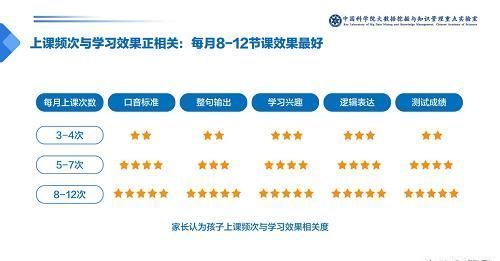 中国科学院大数据挖掘与知识管理重点实验室
Key Laboratory of Big Data Mining and Knowledge Management, Chinese Academy of Sciences
上课频次与学习效果正相关：每月8-12节课效果最好
每月上课次数 口音标准 整句输出 学习兴趣 逻辑表达 测试成绩
3-4次
5-7次
8-12次
家长认为孩子上课频次与学习效果相关度